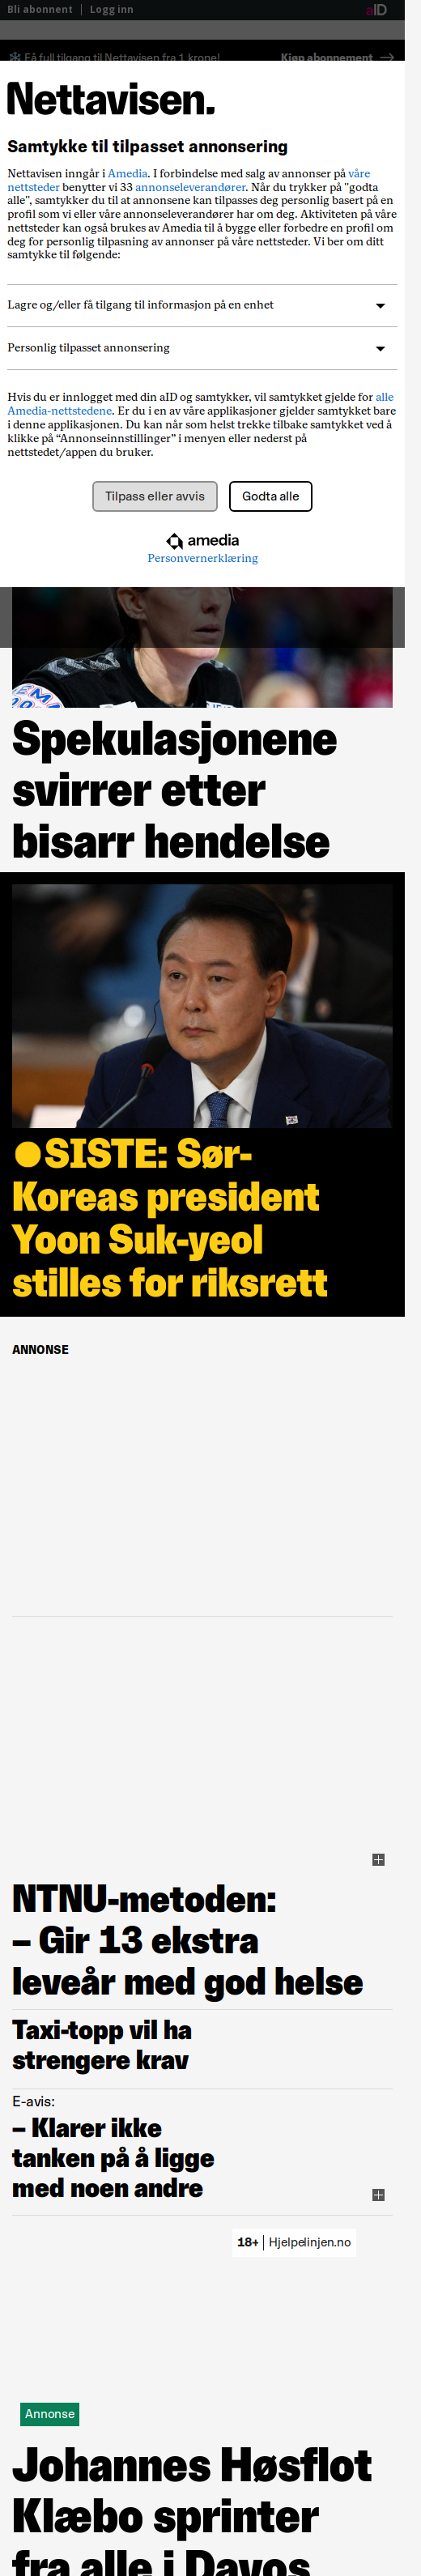 Bli abonnent | Logg inn
aID
Få full tilgang til Nettavisen fra 1 krone!
Kjøp abonnement
Nettavisen.
Samtykke til tilpasset annonsering
Nettavisen inngår i Amedia. I forbindelse med salg av annonser på våre
nettsteder benytter vi 33 annonseleverandører. Når du trykker på "godta
alle", samtykker du til at annonsene kan tilpasses deg personlig basert på en
profil som vi eller våre annonseleverandører har om deg. Aktiviteten på våre
nettsteder kan også brukes av Amedia til å bygge eller forbedre en profil om
deg for personlig tilpasning av annonser på våre nettsteder. Vi ber om ditt
samtykke til følgende:
Lagre og/eller få tilgang til informasjon på en enhet
Personlig tilpasset annonsering
Hvis du er innlogget med din aID og samtykker, vil samtykket gjelde for alle
Amedia-nettstedene. Er du i en av våre applikasjoner gjelder samtykket bare
i denne applikasjonen. Du kan når som helst trekke tilbake samtykket ved å
klikke på “Annonseinnstillinger” i menyen eller nederst på
nettstedet/appen du bruker.
Tilpass eller avvis
Godta alle
amedia
Personvernerklæring
Spekulasjonene
svirrer etter
bisarr hendelse
SISTE: Sør-
Koreas president
Yoon Suk-yeol
stilles for riksrett
ANNONSE
NTNU-metoden:
– Gir 13 ekstra
leveår med god helse
Taxi-topp vil ha
strengere krav
E-avis:
– Klarer ikke
tanken på å ligge
med noen andre
18+ | Hjelpelinjen.no
Annonse
Johannes Høsflot
Klæbo sprinter
fra alle i Davos